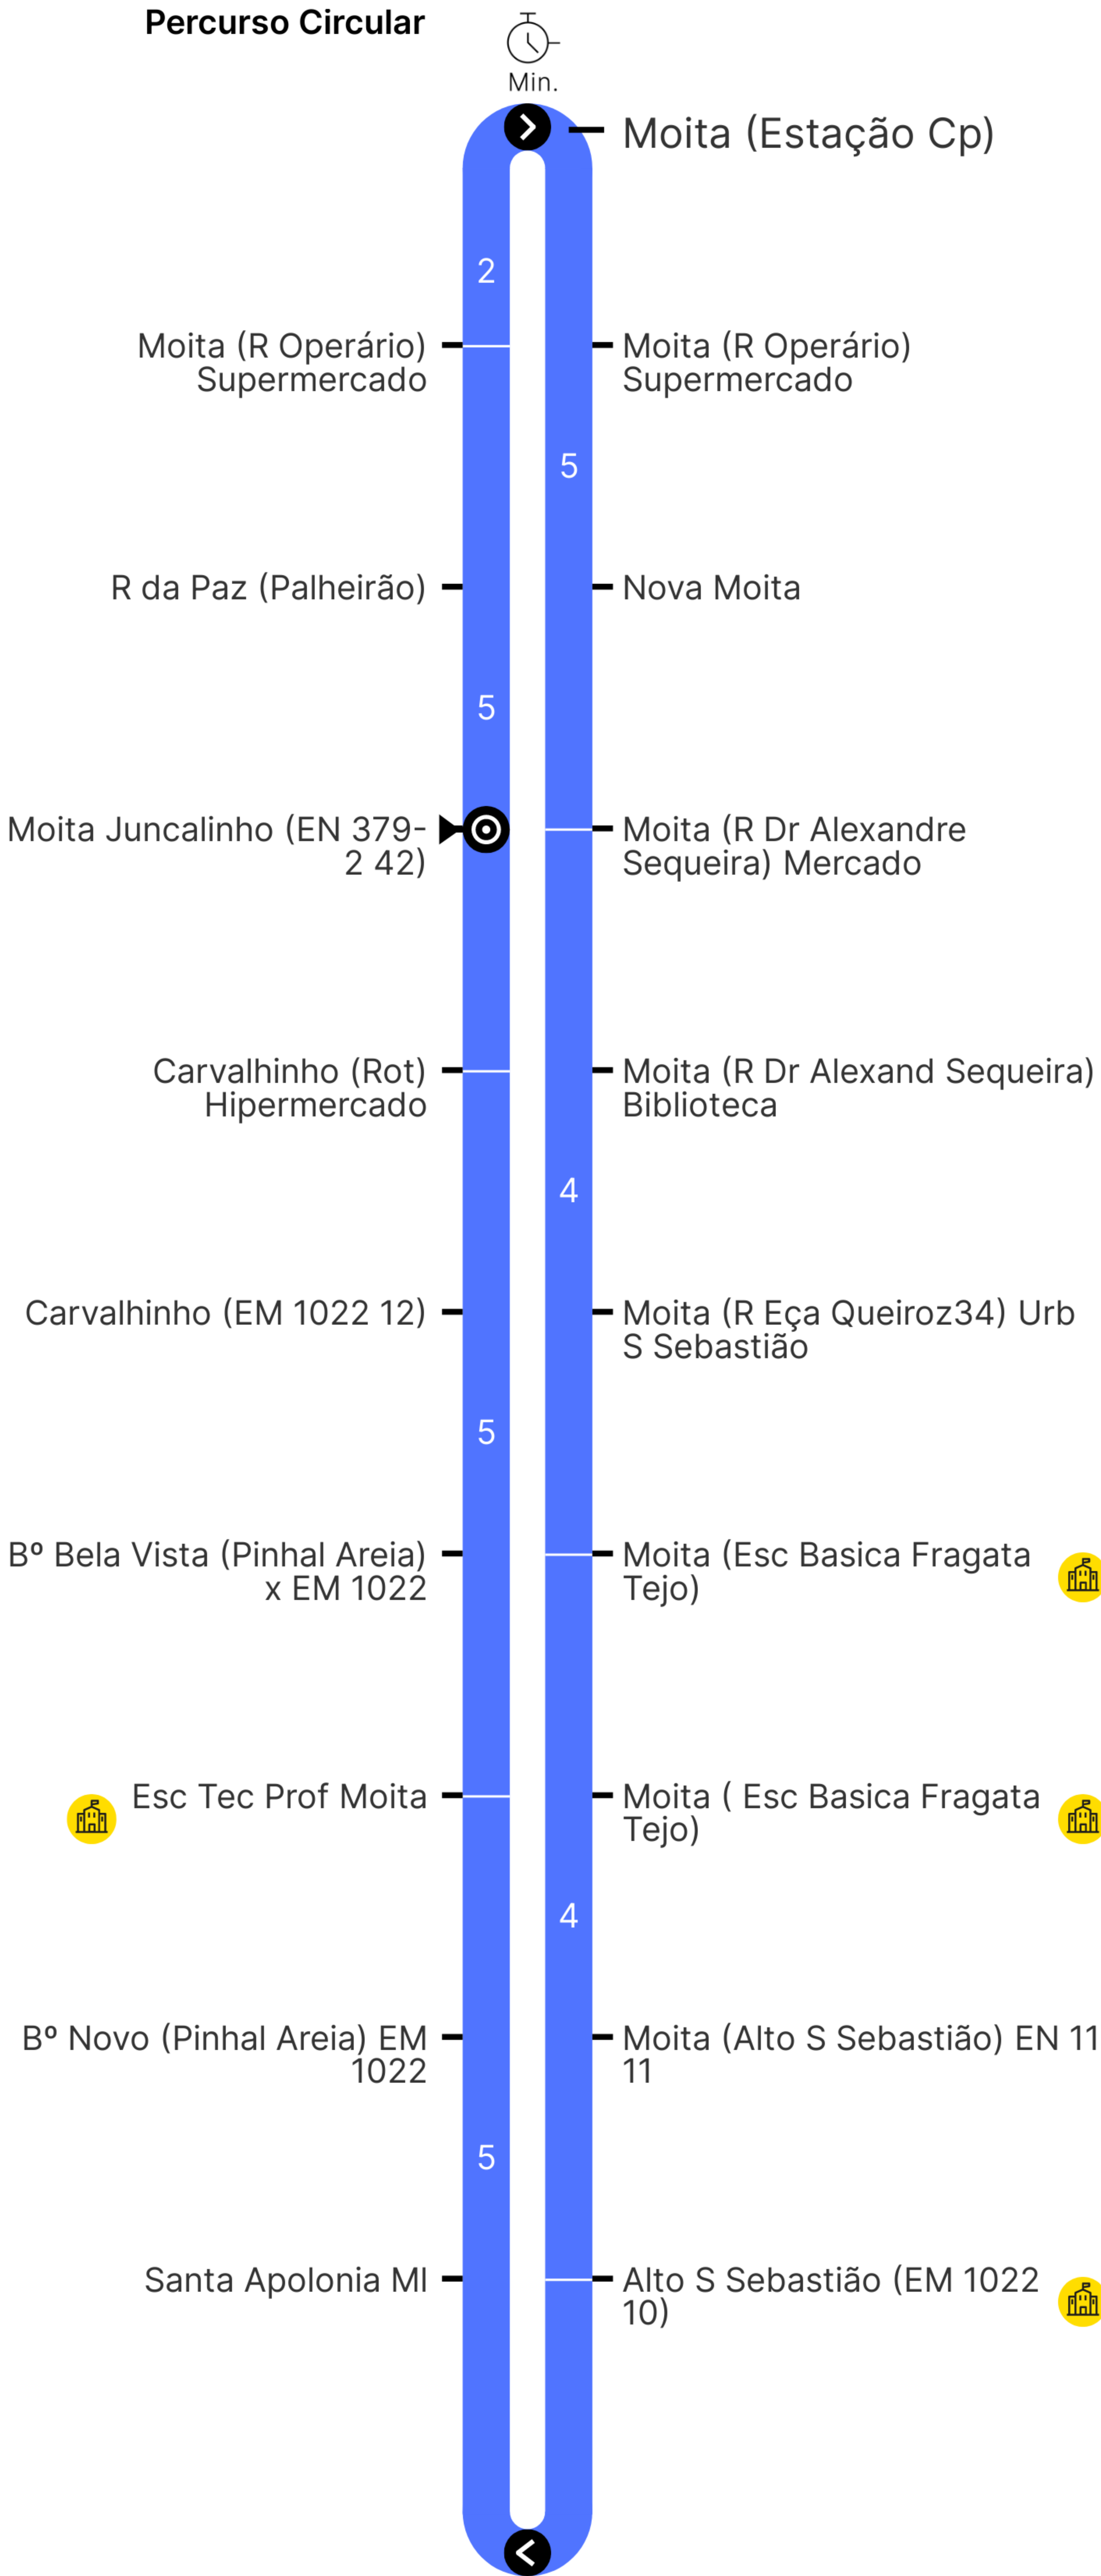 Percurso Circular
Min.
Moita (Estação Cp)
2
Moita (R Operário)
Supermercado
Moita (R Operário)
Supermercado
5
R da Paz (Palheirão)
Nova Moita
5
Moita Juncalinho (EN 379-
2 42)
Moita (R Dr Alexandre
Sequeira) Mercado
Carvalhinho (Rot)
Hipermercado
Moita (R Dr Alexand Sequeira)
Biblioteca
4
Carvalhinho (EM 1022 12)
Moita (R Eça Queiroz34) Urb
S Sebastião
5
Bº Bela Vista (Pinhal Areia)
x EM 1022
Moita (Esc Basica Fragata
Tejo)
Esc Tec Prof Moita
Moita ( Esc Basica Fragata
Tejo)
4
Bº Novo (Pinhal Areia) EM
1022
Moita (Alto S Sebastião) EN 11
11
5
Santa Apolonia MI
Alto S Sebastião (EM 1022
10)